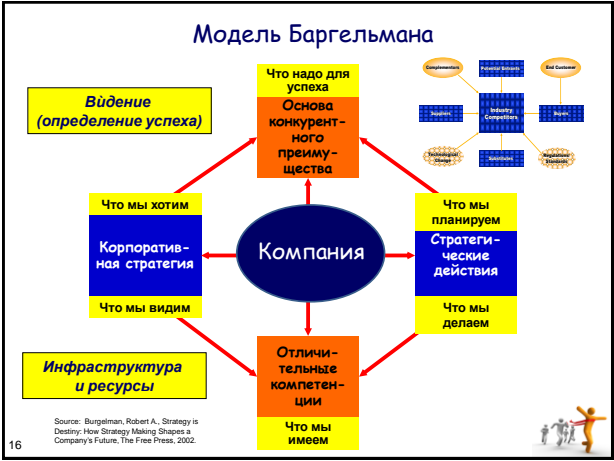 Модель Баргельмана
Вѝдение
(определение успеха)
Что надо для
успеха
Основа
конкурент-
ного
преиму-
щества
Complementors
Potential Entrants
End Customer
Suppliers
Industry
Competitors
Buyers
Technological
Change
Substitutes
Regulations/
Standards
Что мы хотим
Корпоратив-
ная стратегия
Что мы видим
Компания
Что мы
планируем
Стратеги-
ческие
действия
Что мы
делаем
Инфраструктура
и ресурсы
Отличи-
тельные
компетен-
ции
Что мы
имеем
Source: Burgelman, Robert A., Strategy is
Destiny: How Strategy Making Shapes a
Company's Future, The Free Press, 2002.
16